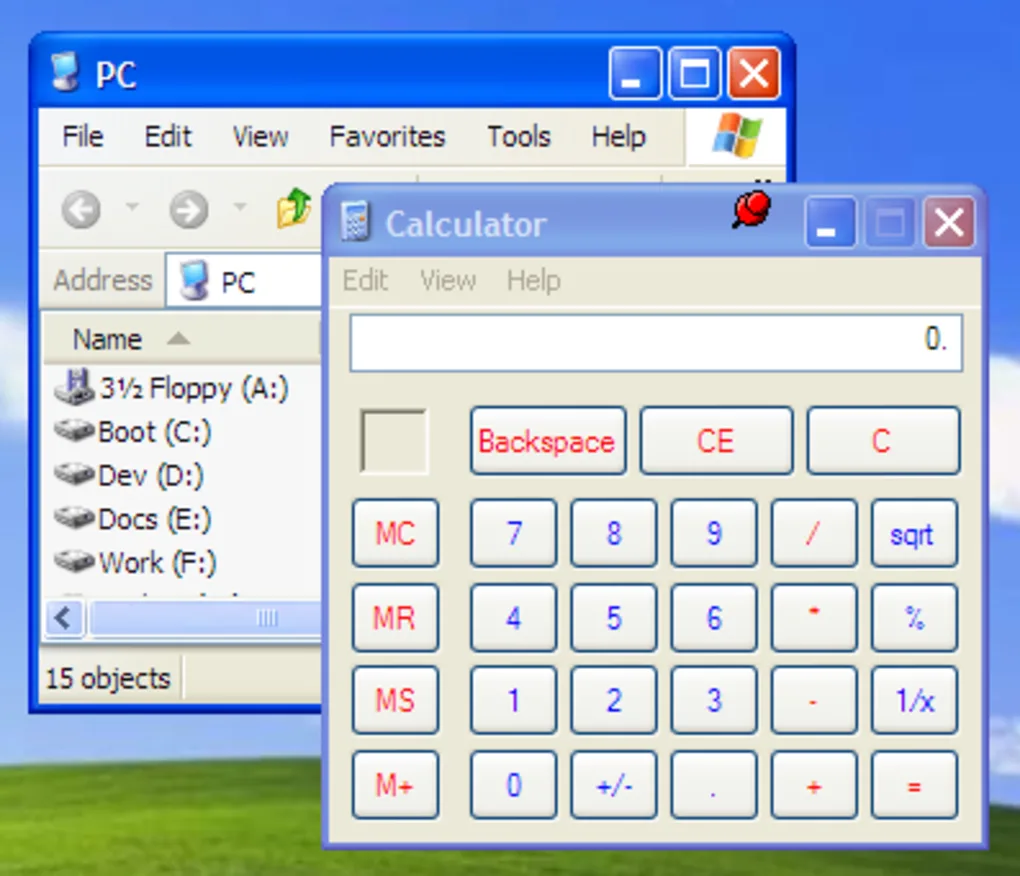 PC
File Edit View Favorites Tools Help
Address PC
Name
3½ Floppy (A:)
Boot (C:)
Dev (D:)
Docs (E:)
Work (F:)
15 objects
Calculator
Edit View Help
0.
Backspace CE C
MC 7 8 9 / sqrt
MR 4 5 6 * %
MS 1 2 3 - 1/x
M+ 0 +/- . + =